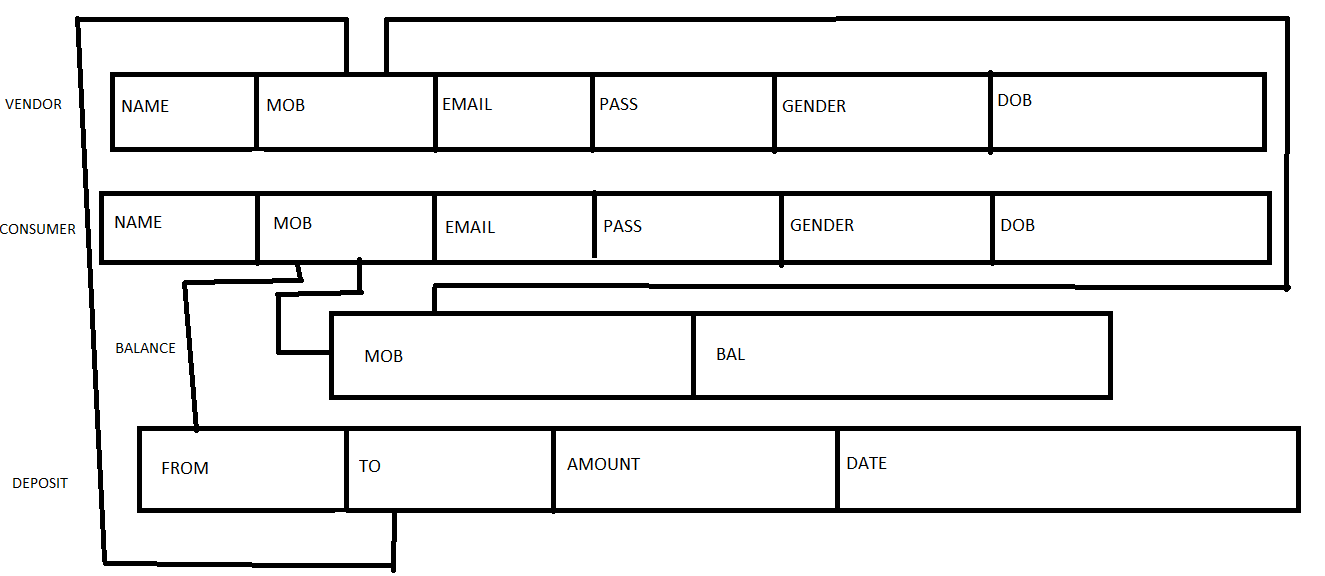 VENDOR NAME MOB EMAIL PASS GENDER DOB
CONSUMER NAME MOB EMAIL PASS GENDER DOB
BALANCE MOB BAL
DEPOSIT FROM TO AMOUNT DATE